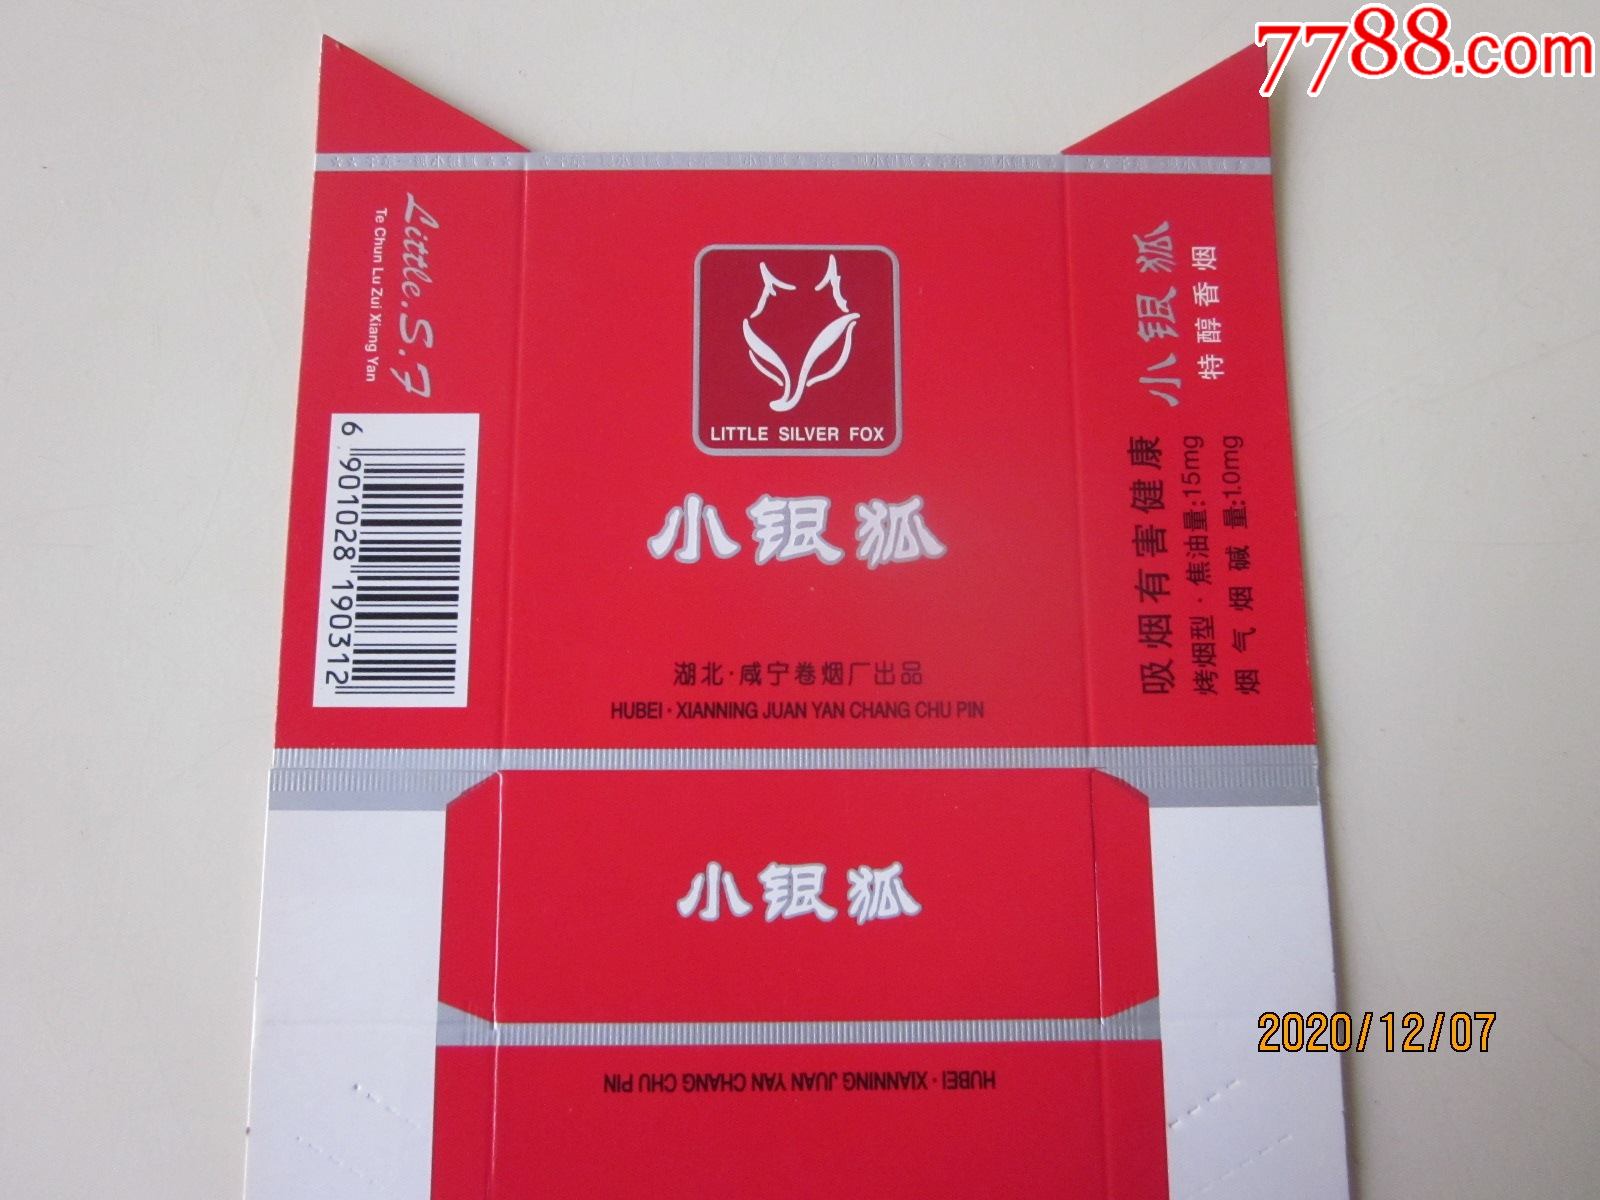 7788.com
Little.S.F
Te Chun Lu Zui Xiang Yan
6 901028 190312
LITTLE SILVER FOX
小银狐
湖北·咸宁卷烟厂出品
HUBEI·XIANNING JUAN YAN CHANG CHU PIN
小银狐
特醇香烟
吸烟有害健康
烤烟型·焦油量:15mg
烟气烟碱量:1.0mg
小银狐
HUBEI·XIANNING JUAN YAN CHANG CHU PIN
2020/12/07